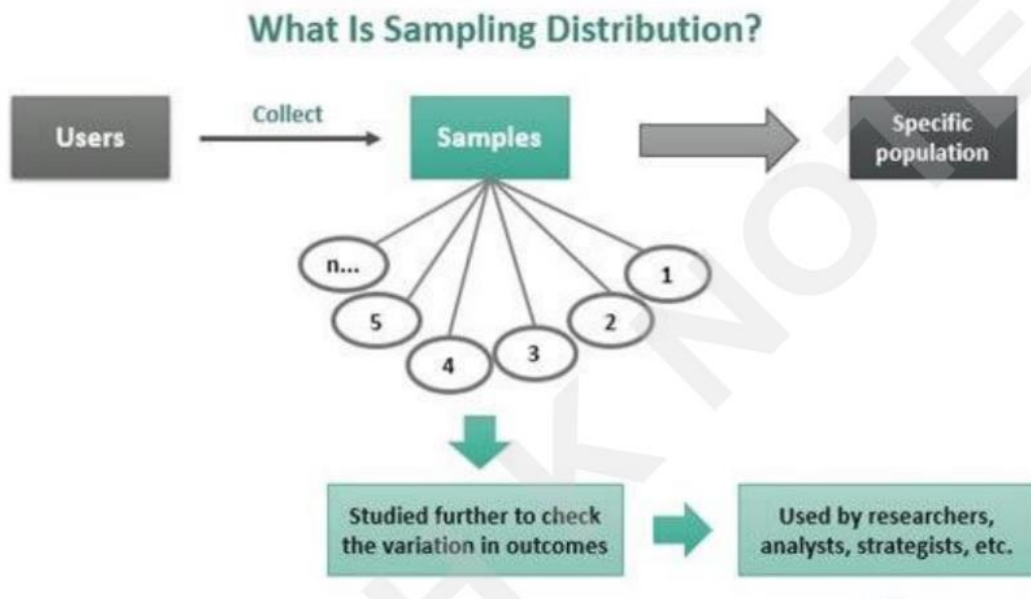 What Is Sampling Distribution?
Users
Collect
Samples
Specific
population
n...
5
4
3
2
1
Studied further to check
the variation in outcomes
Used by researchers,
analysts, strategists, etc.
K NOTE